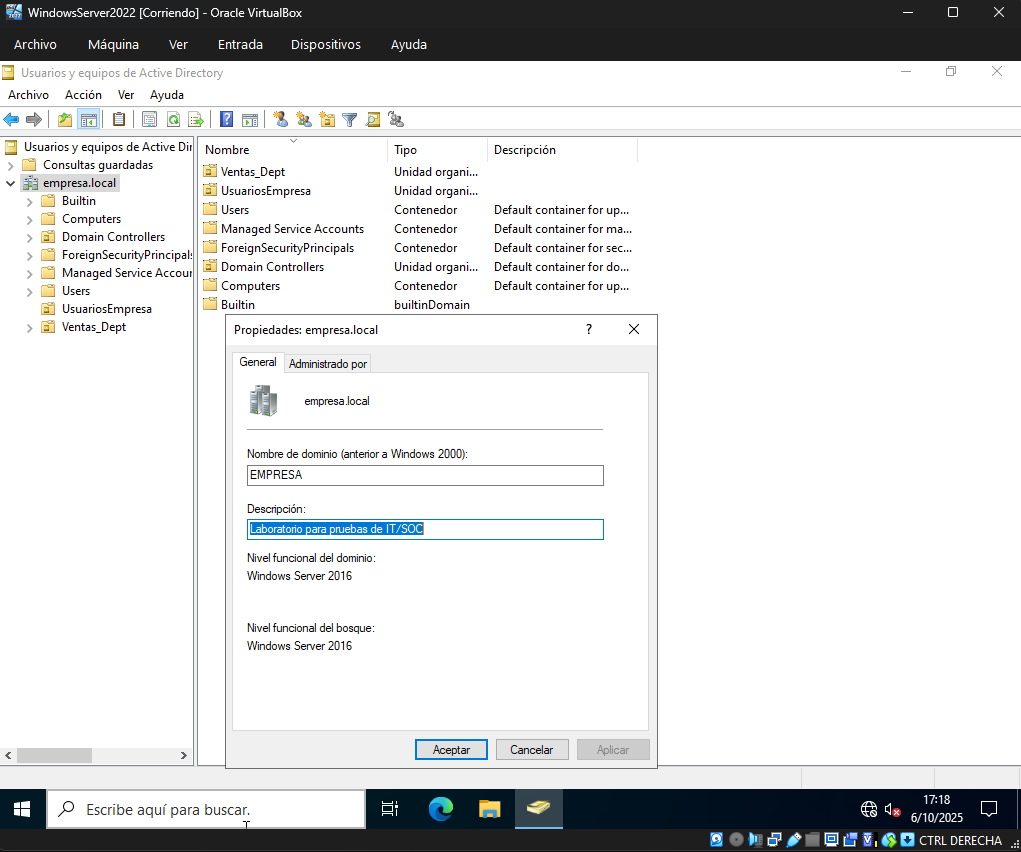 WindowsServer2022 [Corriendo] - Oracle VirtualBox
Archivo Máquina Ver Entrada Dispositivos Ayuda
Usuarios y equipos de Active Directory
Archivo Acción Ver Ayuda
Usuarios y equipos de Active Dir
Consultas guardadas
empresa.local
Builtin
Computers
Domain Controllers
ForeignSecurityPrincipals
Managed Service Accour
Users
UsuariosEmpresa
Ventas_Dept
Nombre Tipo Descripción
Ventas_Dept Unidad organi...
UsuariosEmpresa Unidad organi...
Users Contenedor Default container for up...
Managed Service Accounts Contenedor Default container for ma...
ForeignSecurityPrincipals Contenedor Default container for sec...
Domain Controllers Unidad organi... Default container for do...
Computers Contenedor Default container for up...
Builtin builtinDomain
Propiedades: empresa.local ?
General Administrado por
empresa.local
Nombre de dominio (anterior a Windows 2000):
EMPRESA
Descripción:
Laboratorio para pruebas de IT/SOC
Nivel funcional del dominio:
Windows Server 2016
Nivel funcional del bosque:
Windows Server 2016
Aceptar Cancelar Aplicar
Escribe aquí para buscar.
17:18
6/10/2025
CTRL DERECHA